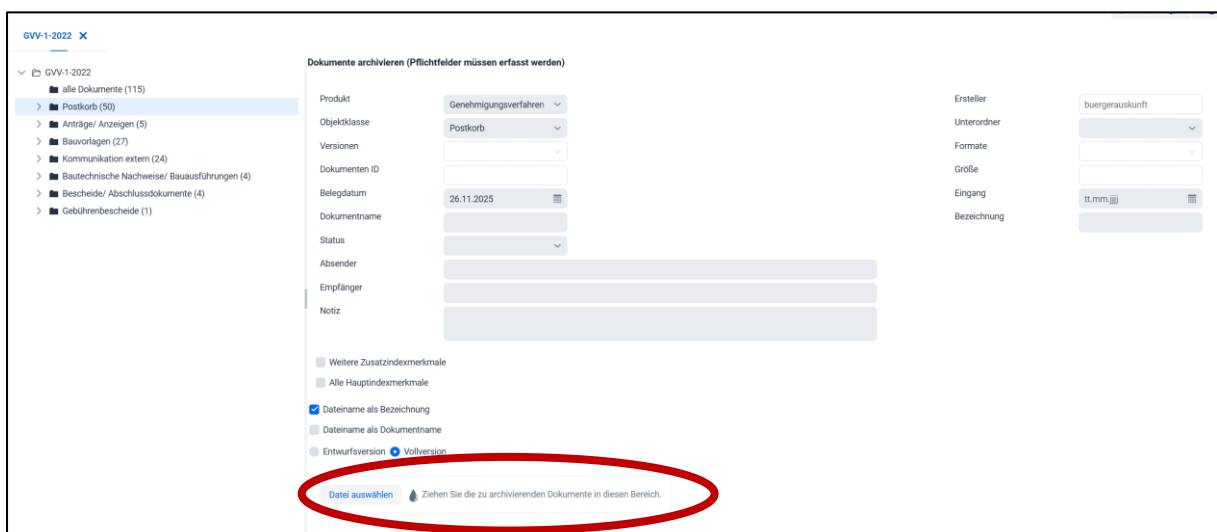 GVV-1-2022
GVV-1-2022
alle Dokumente (115)
Postkorb (50)
Anträge/ Anzeigen (5)
Bauvorlagen (27)
Kommunikation extern (24)
Bautechnische Nachweise/ Bauausführungen (4)
Bescheide/ Abschlussdokumente (4)
Gebührenbescheide (1)
Dokumente archivieren (Pflichtfelder müssen erfasst werden)
Produkt Genehmigungsverfahren Ersteller buergerauskunft
Objektklasse Postkorb Unterordner
Versionen Formate
Dokumenten ID Größe
Belegdatum 26.11.2025 Eingang tt.mm.jjjj
Dokumentname Bezeichnung
Status
Absender
Empfänger
Notiz
Weitere Zusatzindexmerkmale
Alle Hauptindexmerkmale
Dateiname als Bezeichnung
Dateiname als Dokumentname
Entwurfsversion Vollversion
Datei auswählen Ziehen Sie die zu archivierenden Dokumente in diesen Bereich.